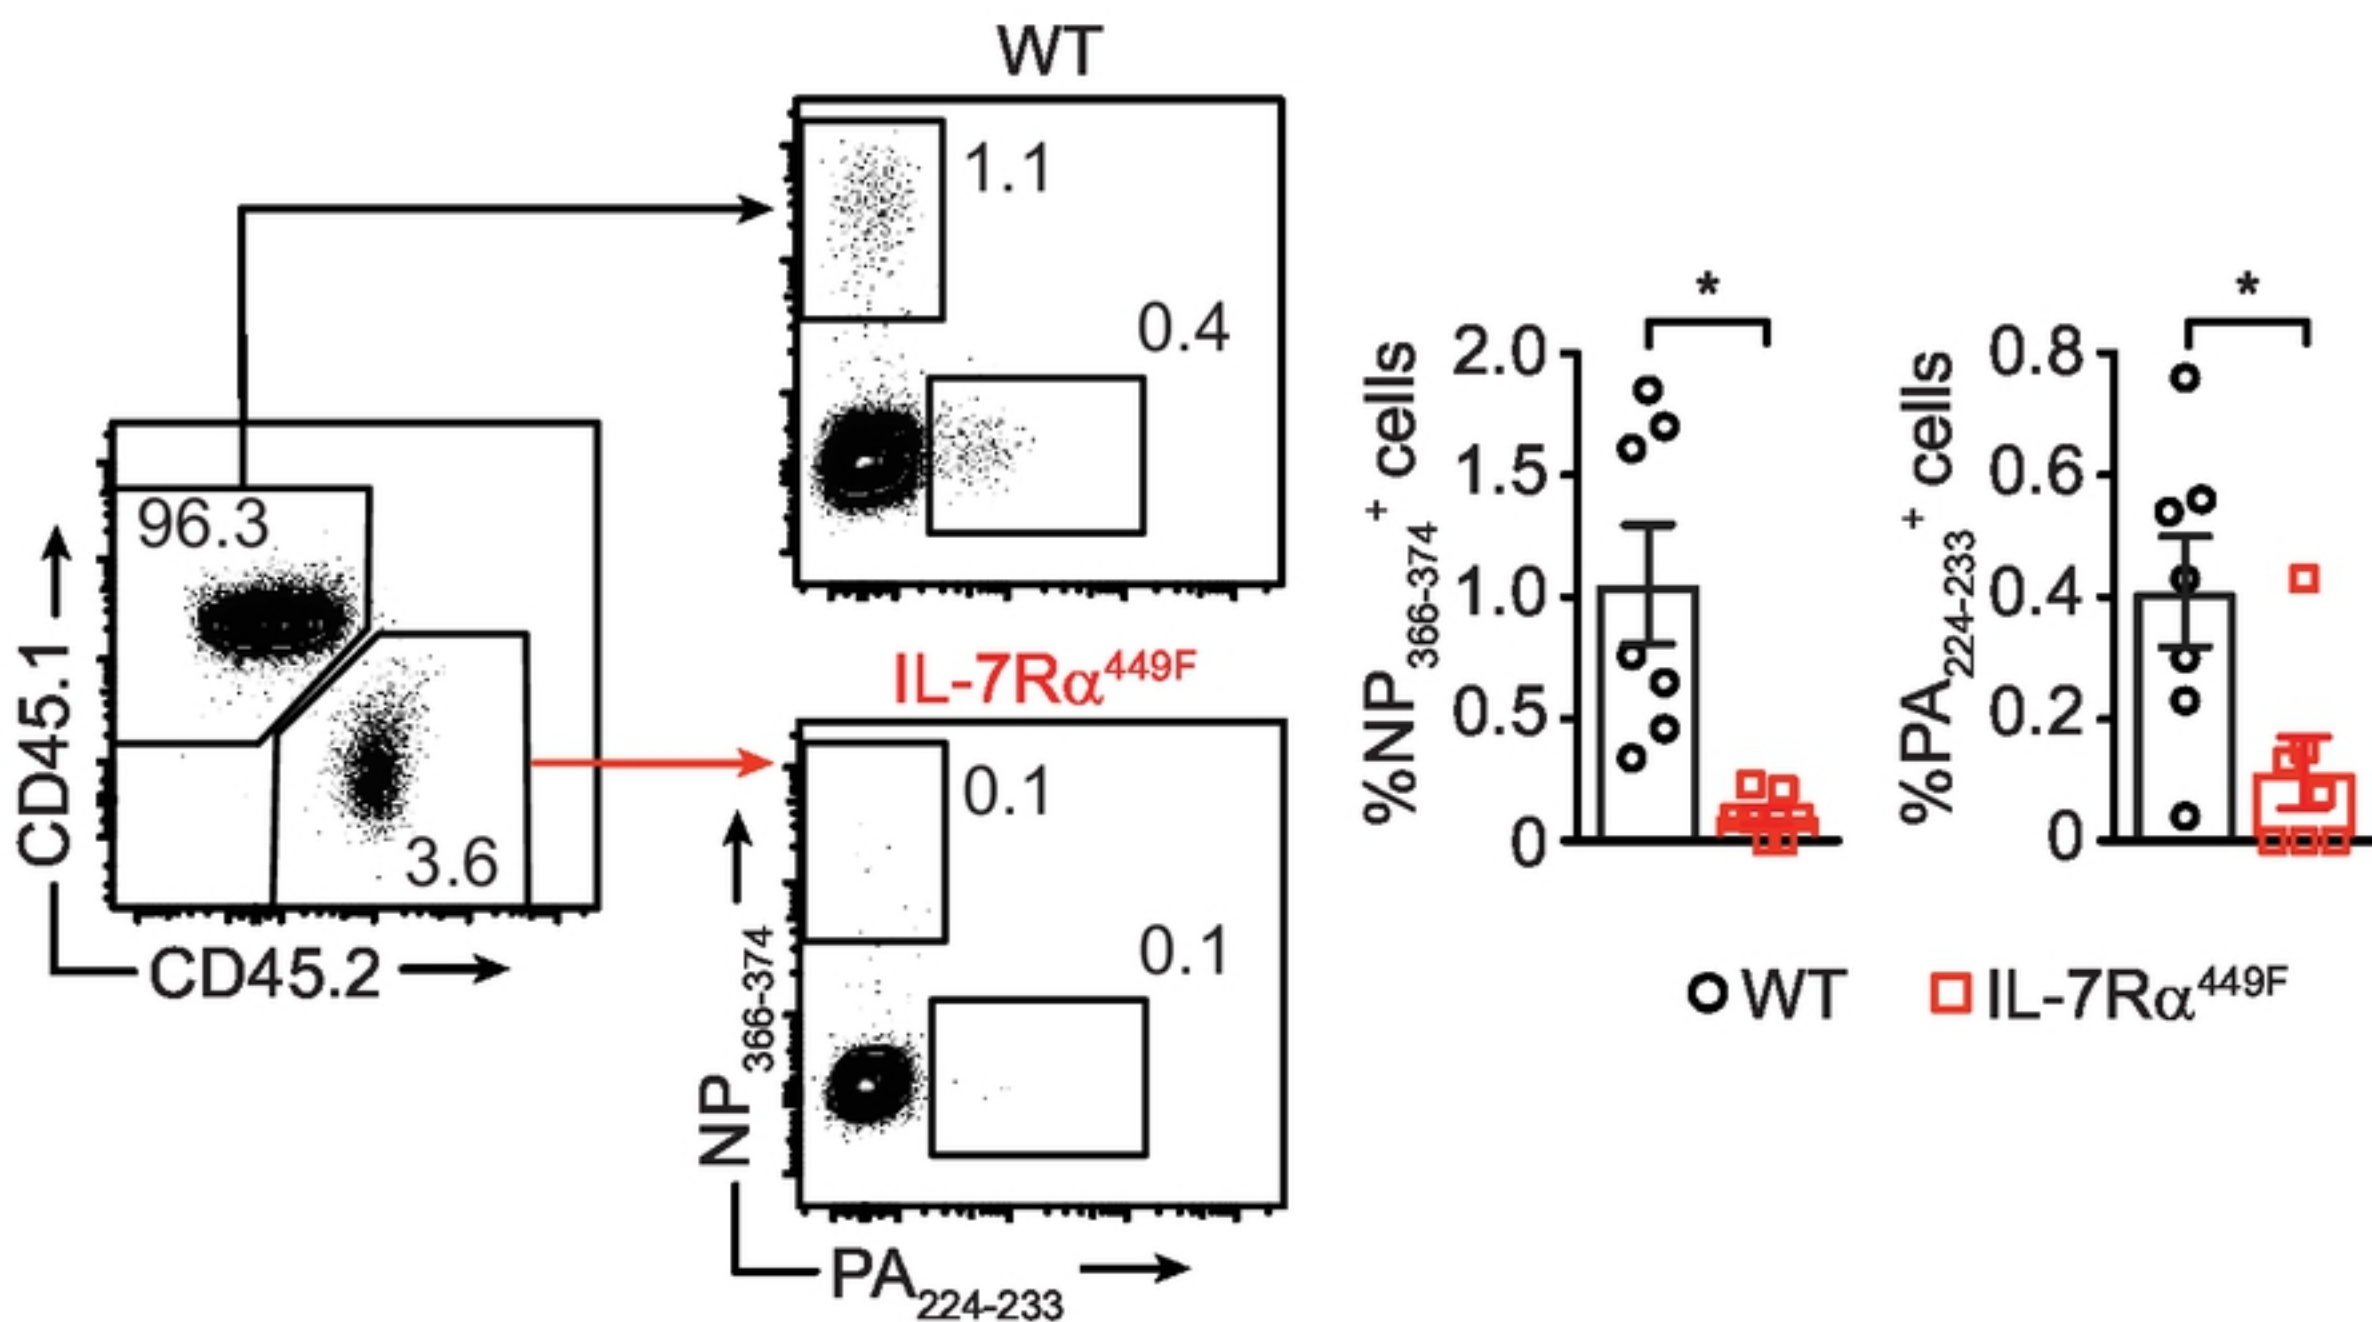 WT
1.1
0.4
96.3
3.6
CD45.1
CD45.2
IL-7Rα449F
0.1
0.1
NP366-374
PA224-233
*
%NP366-374+ cells
2.0
1.5
1.0
0.5
0
*
%PA224-233+ cells
0.8
0.6
0.4
0.2
0
WT
IL-7Rα449F